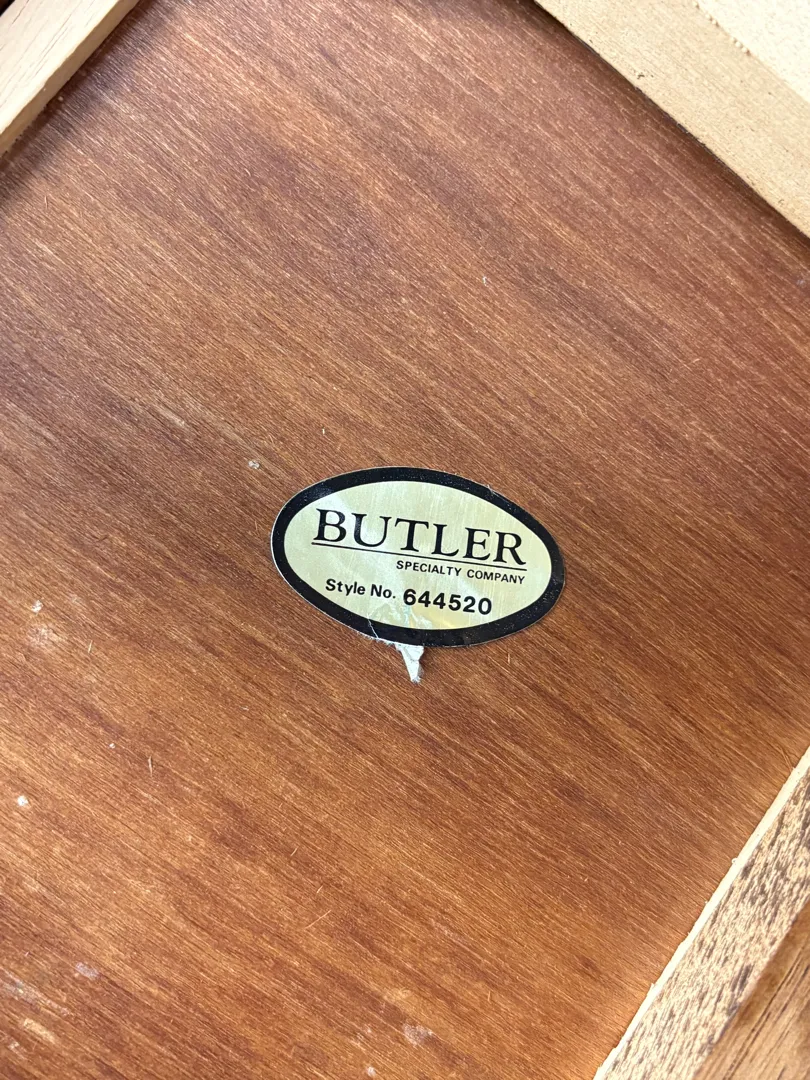 BUTLER
SPECIALTY COMPANY
Style No. 644520